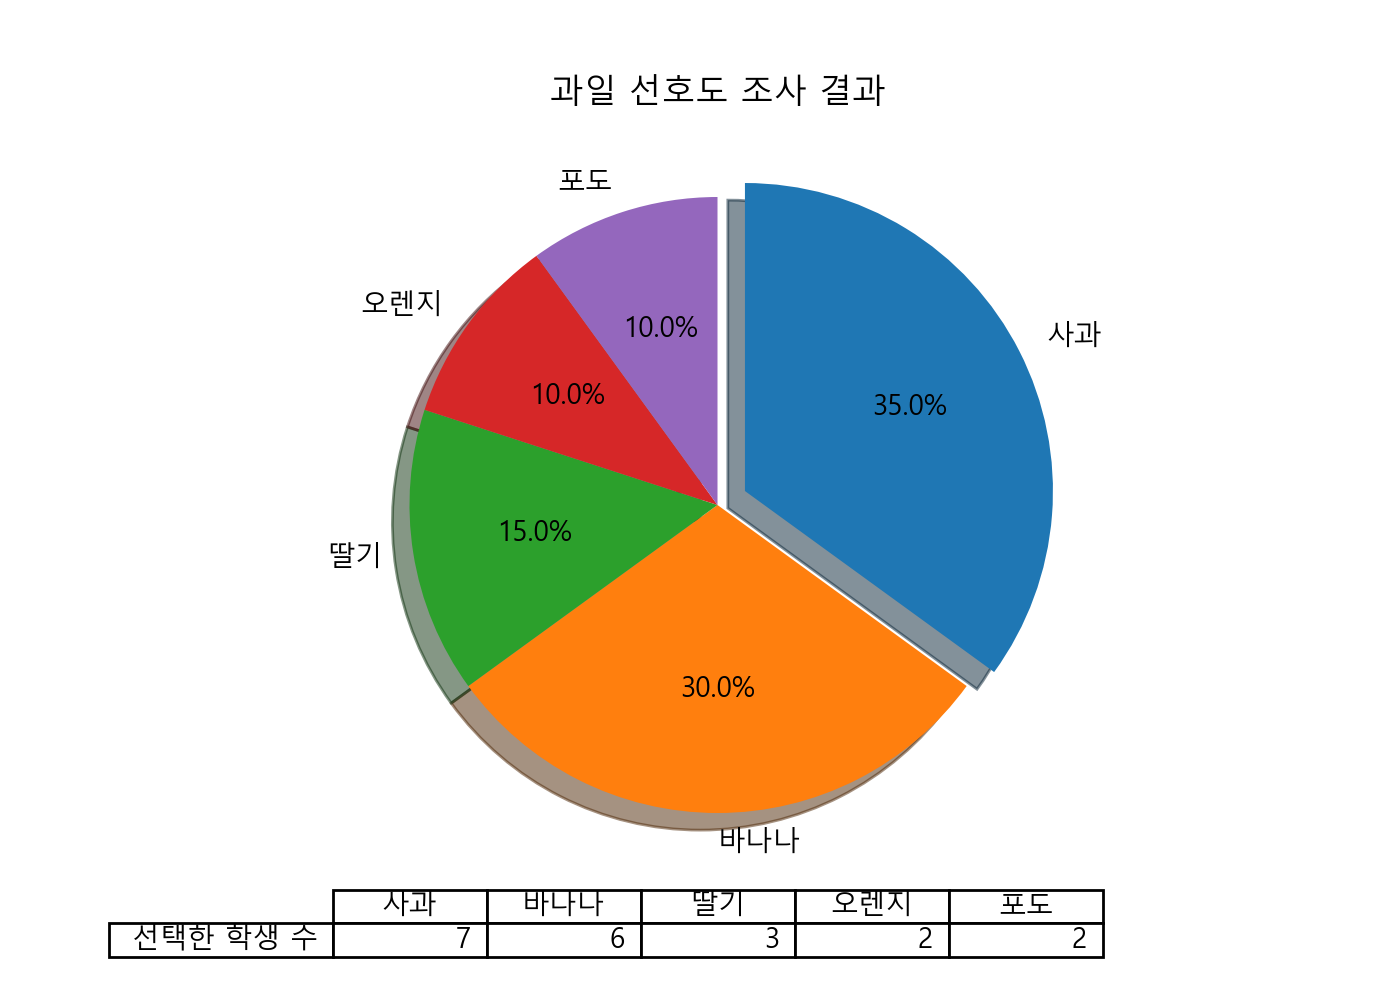 과일 선호도 조사 결과
포도
오렌지
사과
10.0%
10.0%
35.0%
15.0%
딸기
30.0%
바나나
사과 바나나 딸기 오렌지 포도
선택한 학생 수 7 6 3 2 2